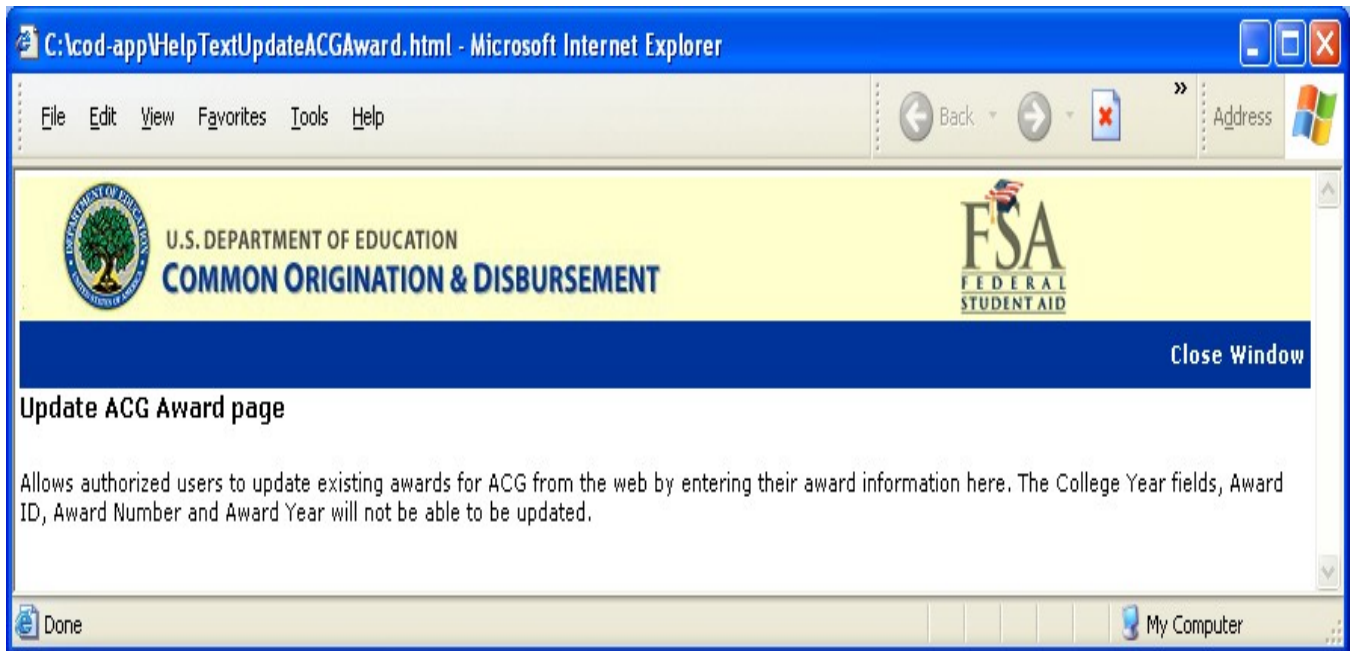 C:\cod-app\HelpTextUpdateACGAward.html - Microsoft Internet Explorer
File Edit View Favorites Tools Help
Back
»
Address
U.S. DEPARTMENT OF EDUCATION
COMMON ORIGINATION & DISBURSEMENT
FSA
FEDERAL
STUDENT AID
Close Window
Update ACG Award page
Allows authorized users to update existing awards for ACG from the web by entering their award information here. The College Year fields, Award
ID, Award Number and Award Year will not be able to be updated.
Done
My Computer